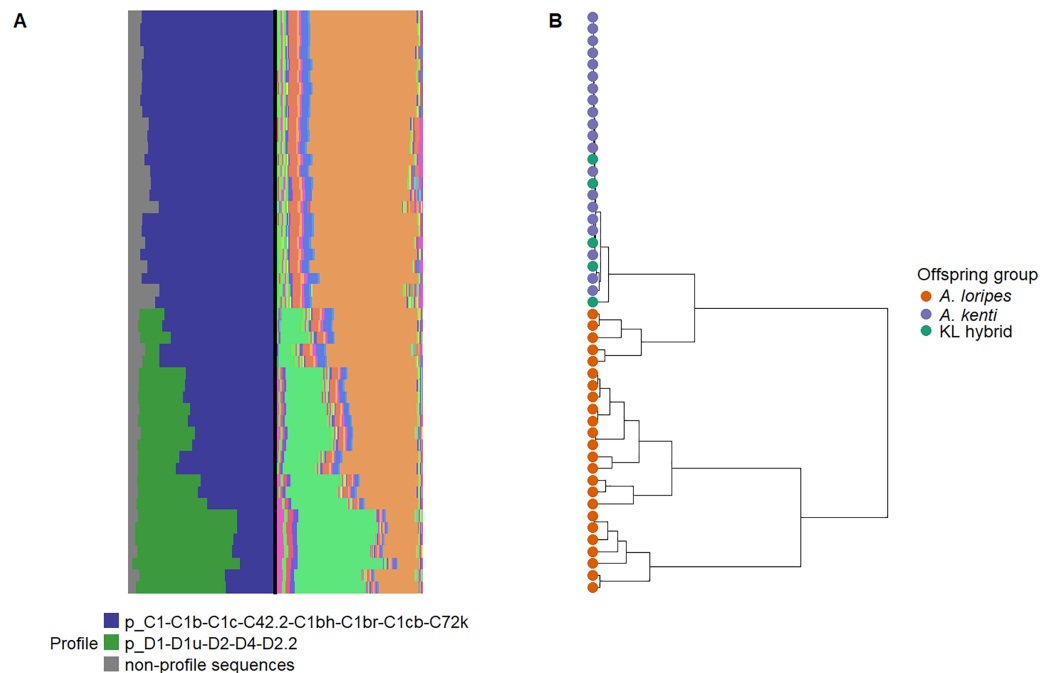 A
B
Offspring group
A. loripes
A. kenti
KL hybrid
p_C1-C1b-C1c-C42.2-C1bh-C1br-C1cb-C72k
Profile p_D1-D1u-D2-D4-D2.2
non-profile sequences